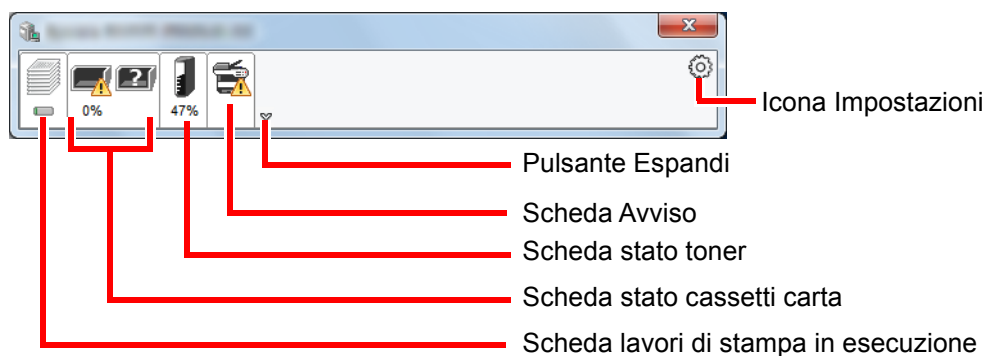 0%
47%
Icona Impostazioni
Pulsante Espandi
Scheda Avviso
Scheda stato toner
Scheda stato cassetti carta
Scheda lavori di stampa in esecuzione